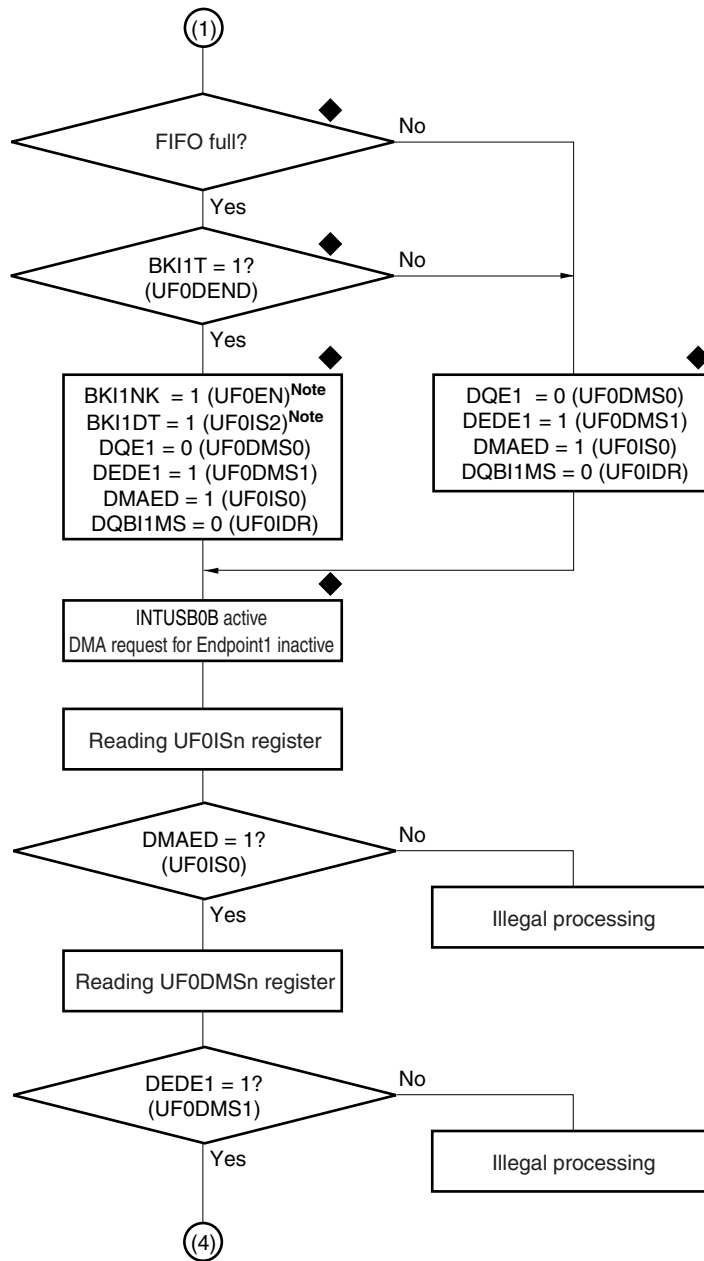 (1)
FIFO full?
No
Yes
BKI1T = 1?
(UF0DEND)
No
Yes
BKI1NK = 1 (UF0EN)Note
BKI1DT = 1 (UF0IS2)Note
DQE1 = 0 (UF0DMS0)
DEDE1 = 1 (UF0DMS1)
DMAED = 1 (UF0IS0)
DQBI1MS = 0 (UF0IDR)
DQE1 = 0 (UF0DMS0)
DEDE1 = 1 (UF0DMS1)
DMAED = 1 (UF0IS0)
DQBI1MS = 0 (UF0IDR)
INTUSB0B active
DMA request for Endpoint1 inactive
Reading UF0ISn register
DMAED = 1?
(UF0IS0)
No
Yes
Illegal processing
Reading UF0DMSn register
DEDE1 = 1?
(UF0DMS1)
No
Yes
Illegal processing
(4)